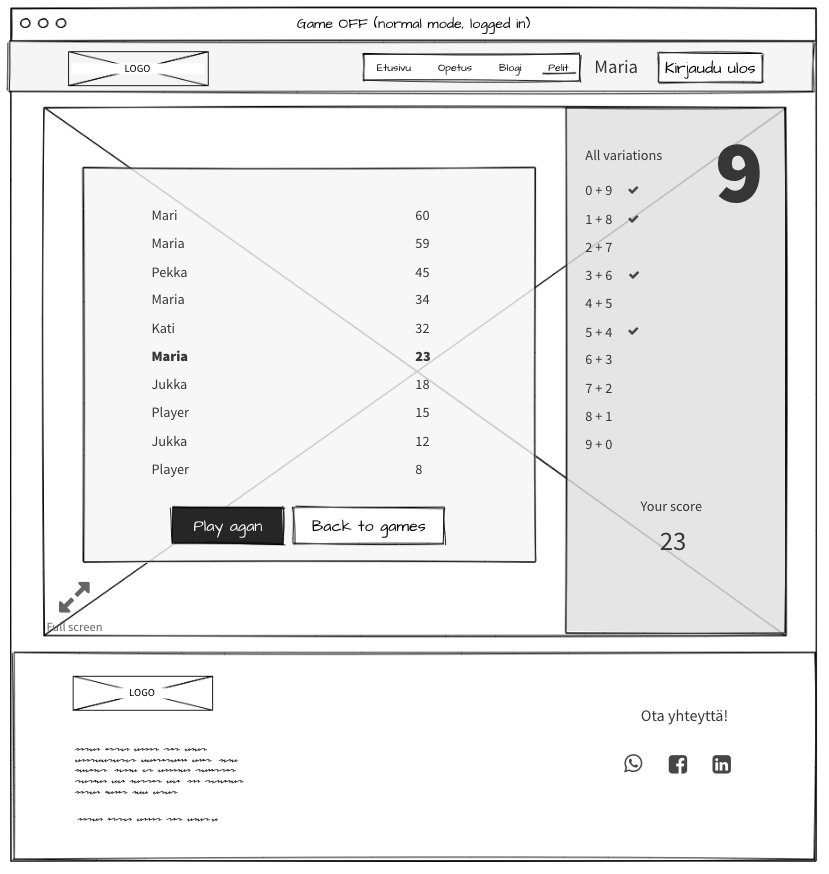 Game OFF (normal mode, logged in)
LOGO
Etusivu Opetus Blogi Pelit Maria Kirjaudu ulos
Mari 60
Maria 59
Pekka 45
Maria 34
Kati 32
Maria 23
Jukka 18
Player 15
Jukka 12
Player 8
Play agan Back to games
Full screen
All variations
9
0 + 9
1 + 8
2 + 7
3 + 6
4 + 5
5 + 4
6 + 3
7 + 2
8 + 1
9 + 0
Your score
23
LOGO
Ota yhteyttä!